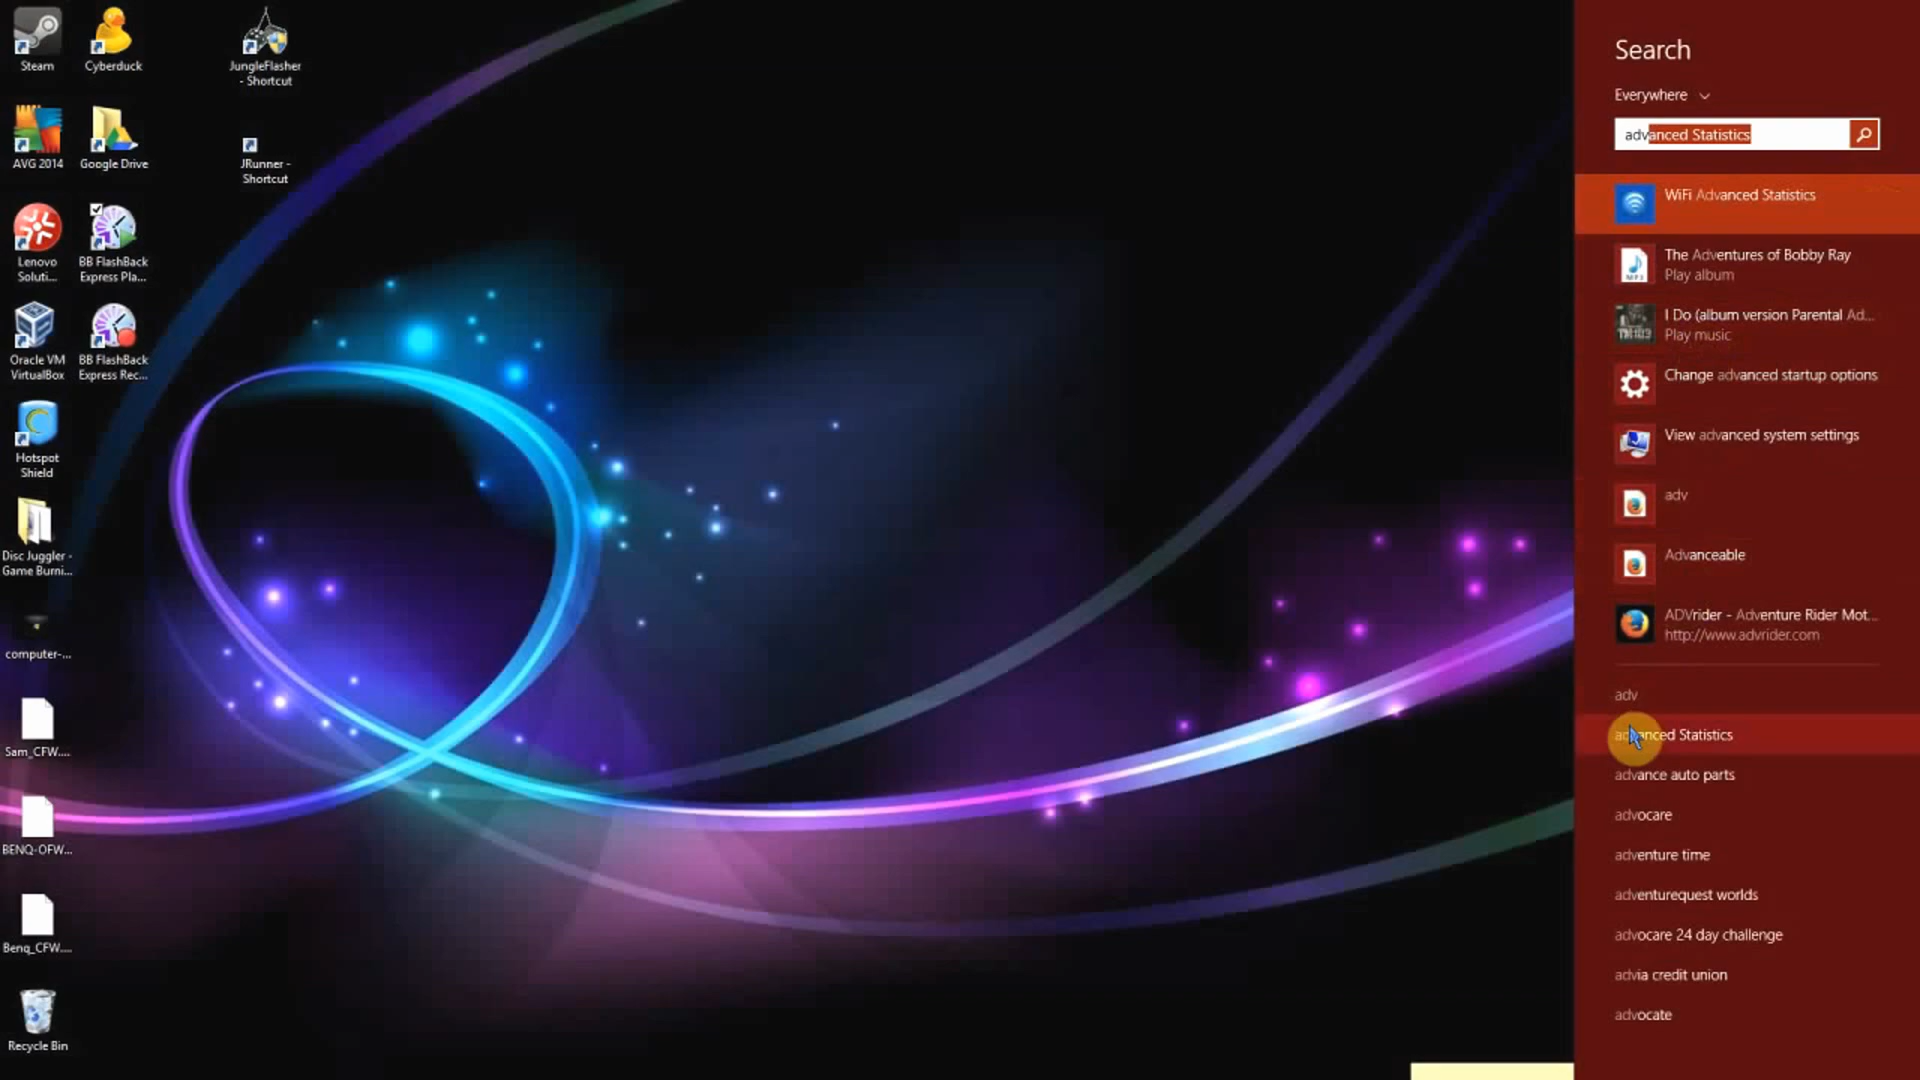 Steam
Cyberduck
JungleFlasher
- Shortcut
AVG 2014
Google Drive
JRunner -
Shortcut
Lenovo
Soluti...
BB FlashBack
Express Pla...
Oracle VM
VirtualBox
BB FlashBack
Express Rec...
Hotspot
Shield
Disc Juggler -
Game Burni...
computer-...
Sam_CFW....
BENQ-OFW...
Benq_CFW....
Recycle Bin
Search
Everywhere
advanced Statistics
WiFi Advanced Statistics
The Adventures of Bobby Ray
Play album
I Do (album version Parental Ad...
Play music
Change advanced startup options
View advanced system settings
adv
Advanceable
ADVrider - Adventure Rider Mot...
http://www.advrider.com
adv
advanced Statistics
advance auto parts
advocare
adventure time
adventurequest worlds
advocare 24 day challenge
advia credit union
advocate